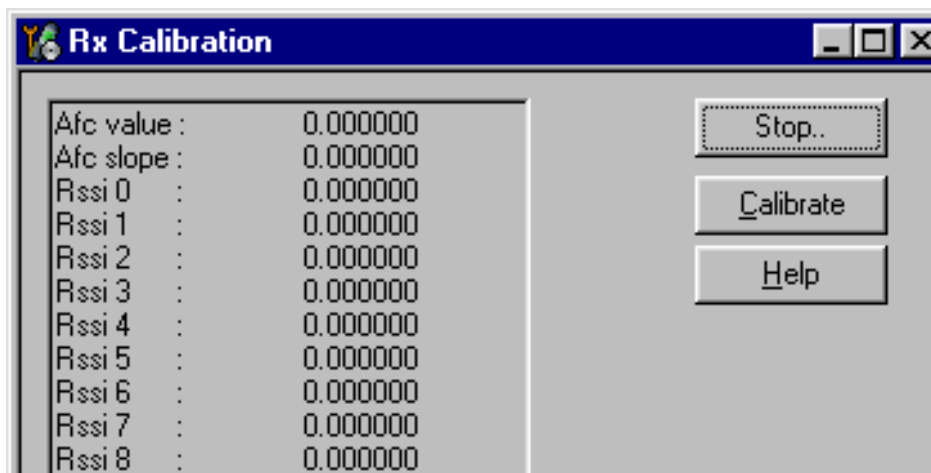 Rx Calibration
Afc value : 0.000000
Afc slope : 0.000000
Rssi 0 : 0.000000
Rssi 1 : 0.000000
Rssi 2 : 0.000000
Rssi 3 : 0.000000
Rssi 4 : 0.000000
Rssi 5 : 0.000000
Rssi 6 : 0.000000
Rssi 7 : 0.000000
Rssi 8 : 0.000000
Stop..
Calibrate
Help